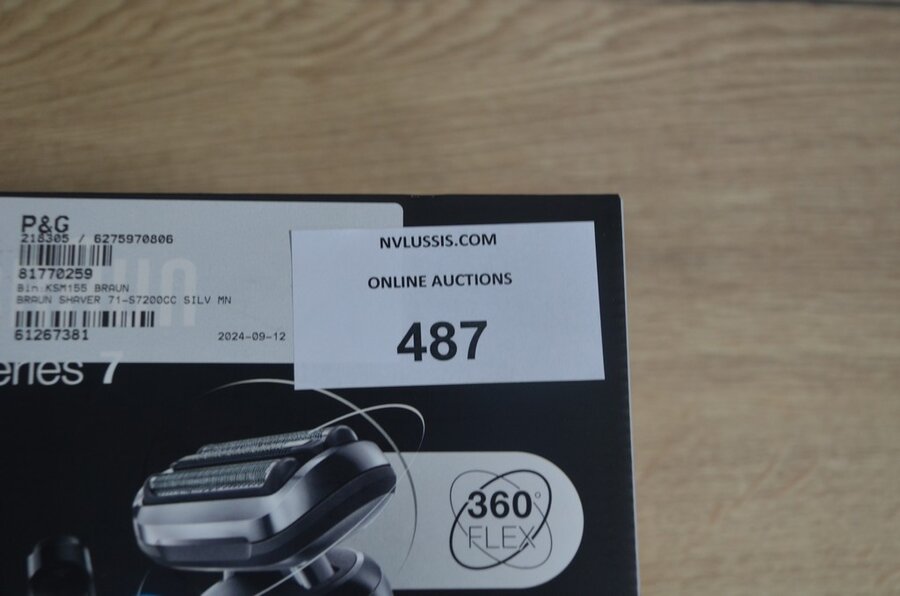 P&G
218305 / 6275970806
81770259
Bin:KSM155 BRAUN
BRAUN SHAVER 71-S7200CC SILV MN
61267381
2024-09-12
NVLUSSIS.COM
ONLINE AUCTIONS
487
eries 7
360°
FLEX